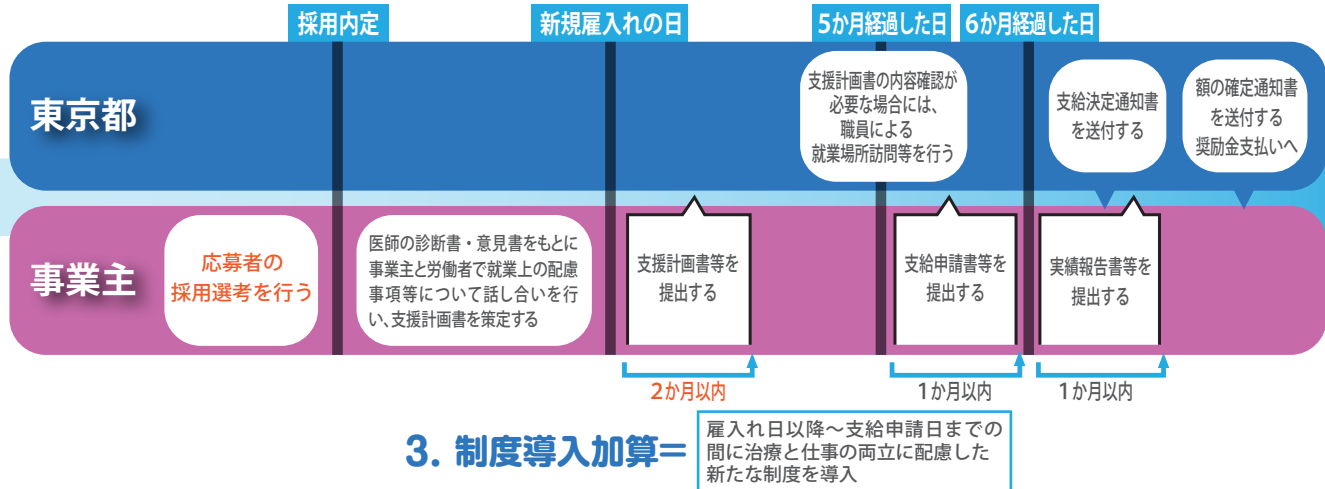 採用内定
新規雇入れの日
5か月経過した日
6か月経過した日
東京都
支援計画書の内容確認が
必要な場合には、
職員による
就業場所訪問等を行う
支給決定通知書
を送付する
額の確定通知書
を送付する
奨励金支払いへ
事業主
応募者の
採用選考を行う
医師の診断書・意見書をもとに
事業主と労働者で就業上の配慮
事項等について話し合いを行
い、支援計画書を策定する
支援計画書等を
提出する
支給申請書等を
提出する
実績報告書等を
提出する
2か月以内
1か月以内
1か月以内
3. 制度導入加算＝
雇入れ日以降～支給申請日までの
間に治療と仕事の両立に配慮した
新たな制度を導入